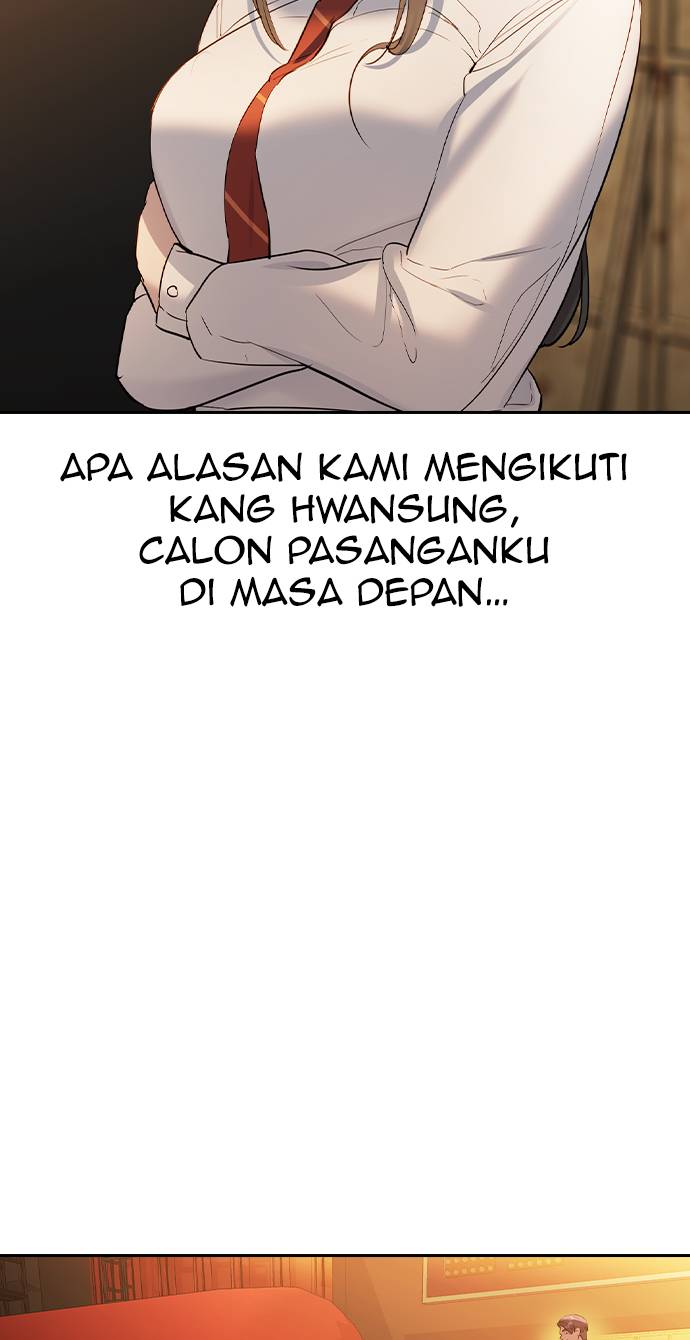 APA ALASAN KAMI MENGIKUTI
KANG HWANSUNG,
CALON PASANGANKU
DI MASA DEPAN...